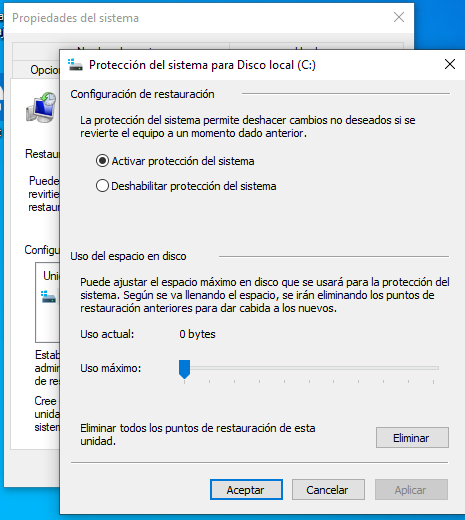 Propiedades del sistema
Protección del sistema para Disco local (C:)
Configuración de restauración
La protección del sistema permite deshacer cambios no deseados si se
revierte el equipo a un momento dado anterior.
Activar protección del sistema
Deshabilitar protección del sistema
Uso del espacio en disco
Puede ajustar el espacio máximo en disco que se usará para la protección del
sistema. Según se va llenando el espacio, se irán eliminando los puntos de
restauración anteriores para dar cabida a los nuevos.
Uso actual: 0 bytes
Uso máximo:
Eliminar todos los puntos de restauración de esta
unidad.
Eliminar
Aceptar
Cancelar
Aplicar
Opcio
Restau
Puede
revirtie
restau
Configu
Unid
Estab
admin
de res
Cree
unida
sistem